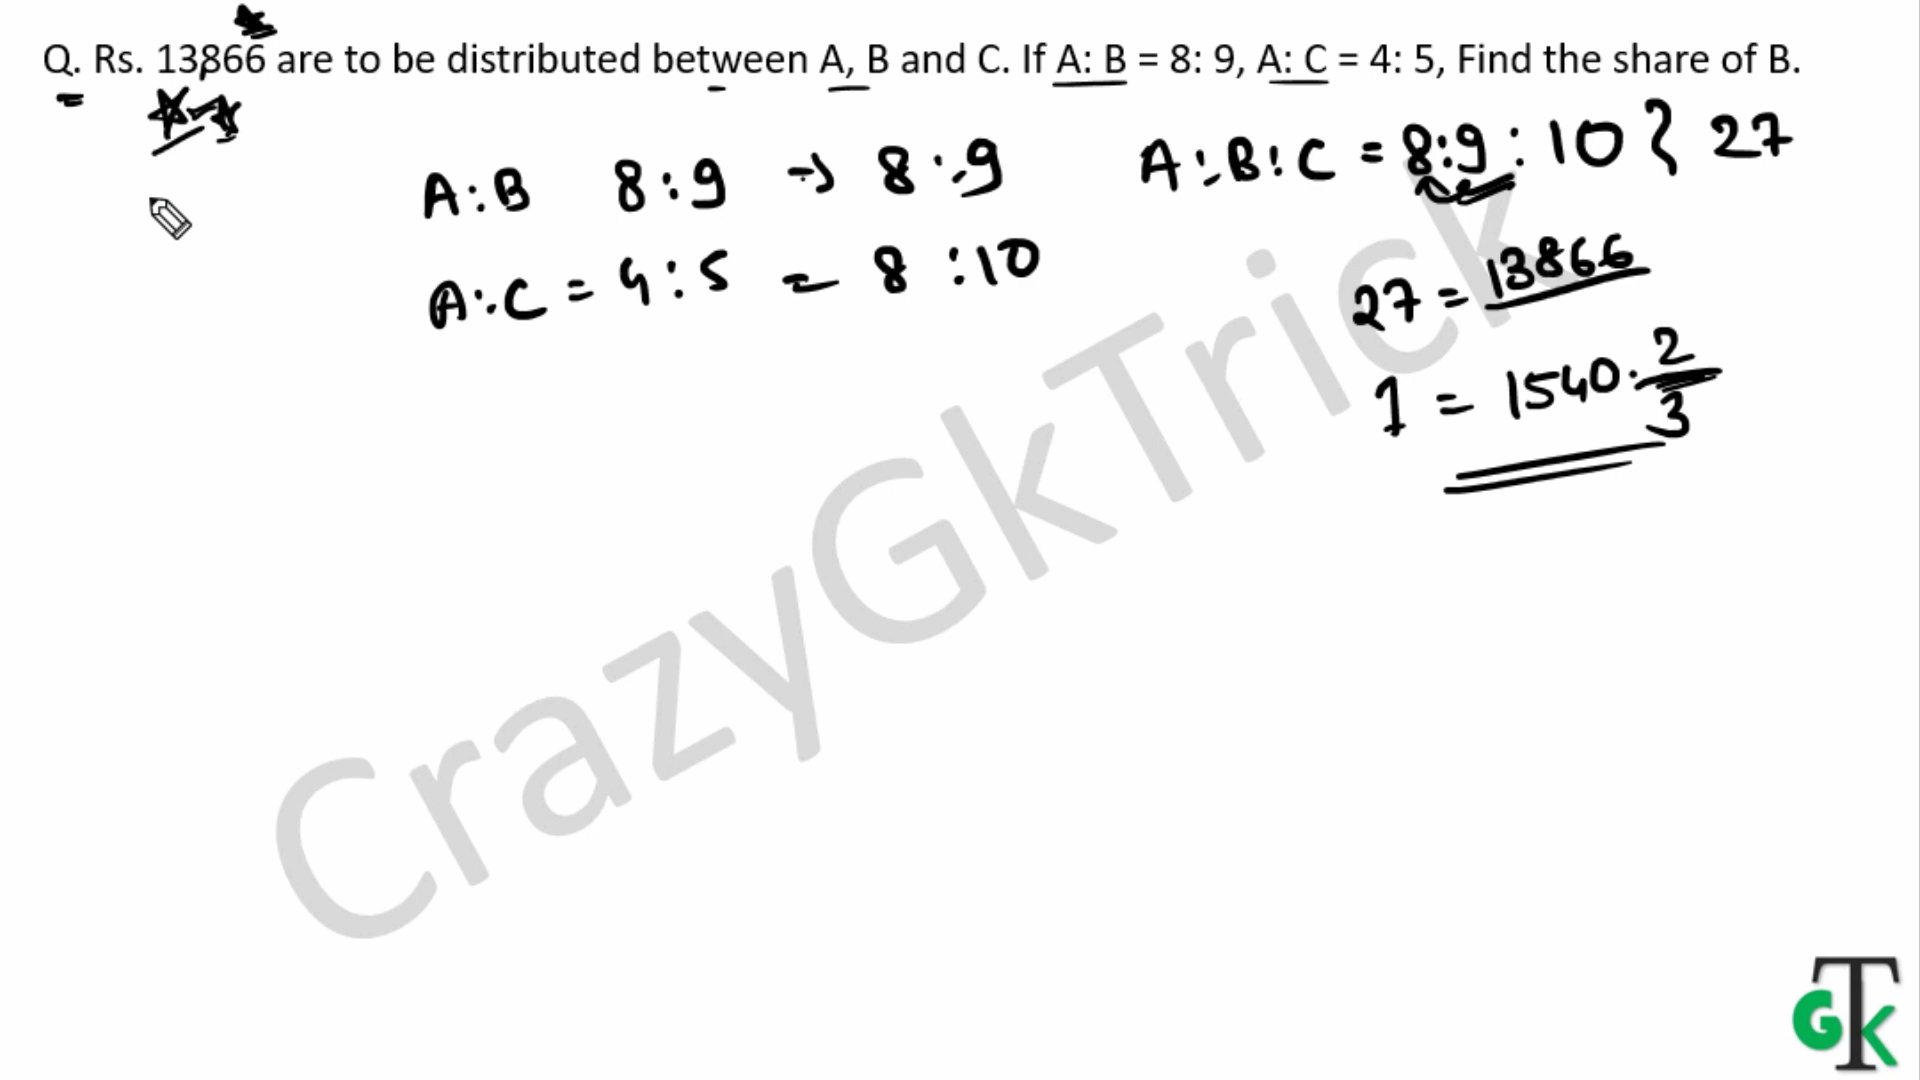 Q. Rs. 13866 are to be distributed between A, B and C. If A: B = 8: 9, A: C = 4: 5, Find the share of B.
A:B 8:9 → 8:9
A:C = 4:5 = 8:10
A:B:C = 8:9:10} 27
27 = 13866
1 = 1540. 2/3
CrazyGkTrick
GTK